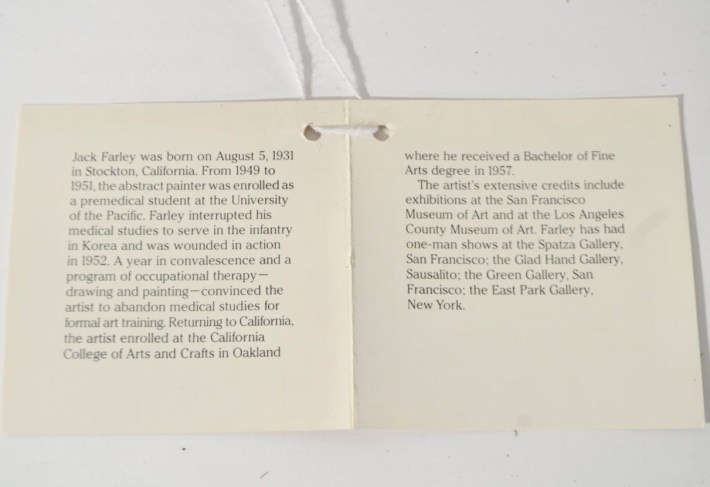 Jack Farley was born on August 5, 1931
in Stockton, California. From 1949 to
1951, the abstract painter was enrolled as
a premedical student at the University
of the Pacific. Farley interrupted his
medical studies to serve in the infantry
in Korea and was wounded in action
in 1952. A year in convalescence and a
program of occupational therapy—
drawing and painting—convinced the
artist to abandon medical studies for
formal art training. Returning to California,
the artist enrolled at the California
College of Arts and Crafts in Oakland
where he received a Bachelor of Fine
Arts degree in 1957.
The artist's extensive credits include
exhibitions at the San Francisco
Museum of Art and at the Los Angeles
County Museum of Art. Farley has had
one-man shows at the Spatza Gallery,
San Francisco; the Glad Hand Gallery,
Sausalito; the Green Gallery, San
Francisco; the East Park Gallery,
New York.